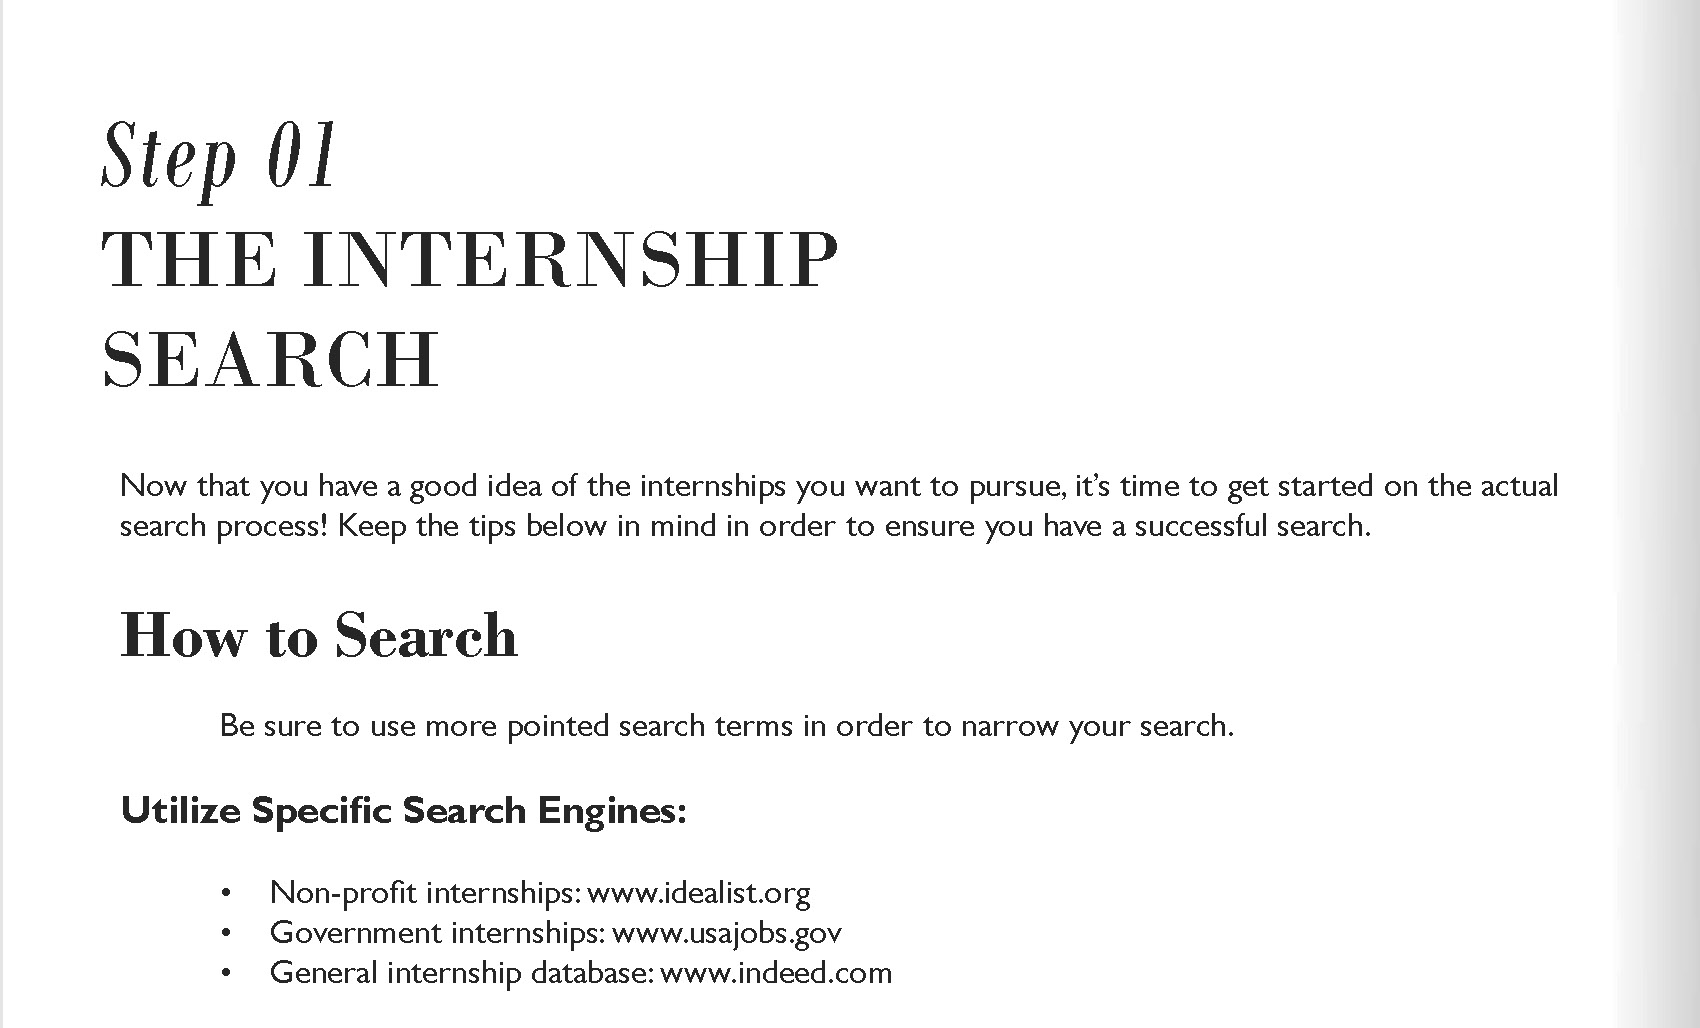 Step 01
THE INTERNSHIP
SEARCH
Now that you have a good idea of the internships you want to pursue, it’s time to get started on the actual
search process! Keep the tips below in mind in order to ensure you have a successful search.
How to Search
Be sure to use more pointed search terms in order to narrow your search.
Utilize Specific Search Engines:
• Non-profit internships: www.idealist.org
• Government internships: www.usajobs.gov
• General internship database: www.indeed.com